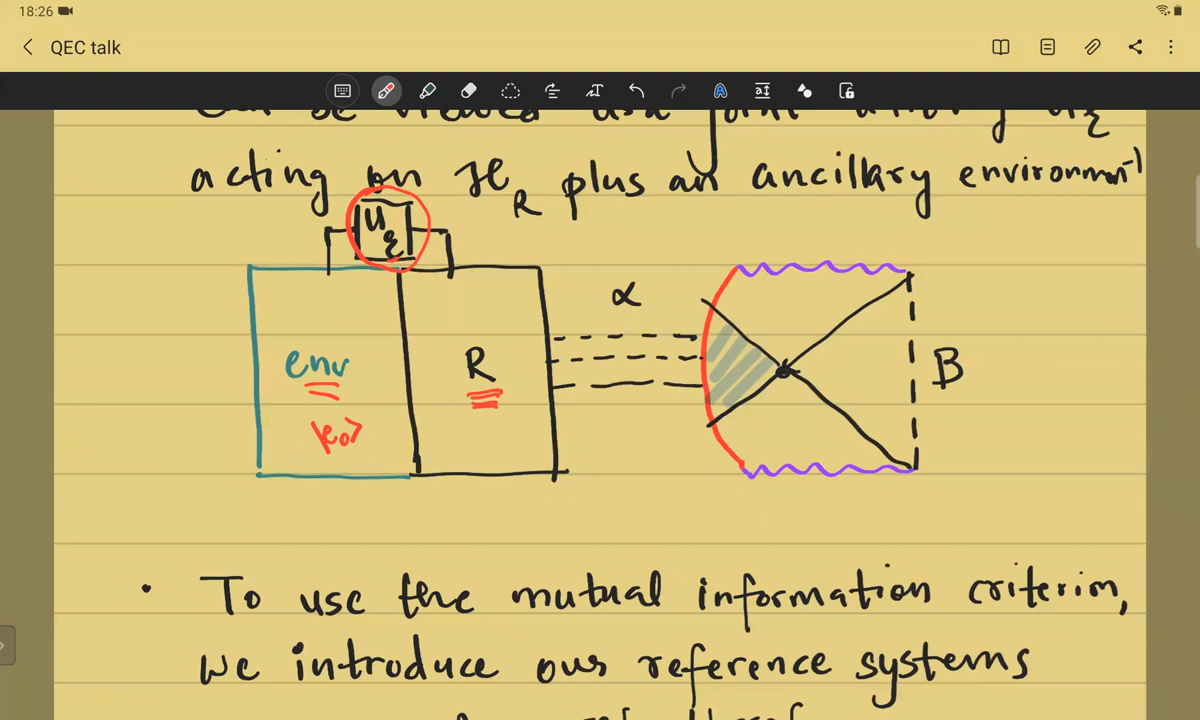 18:26
QEC talk
acting on ℋ_R plus an ancillary environment
U_ε
α
env
R
B
|e₀⟩
· To use the mutual information criterion,
we introduce our reference systems